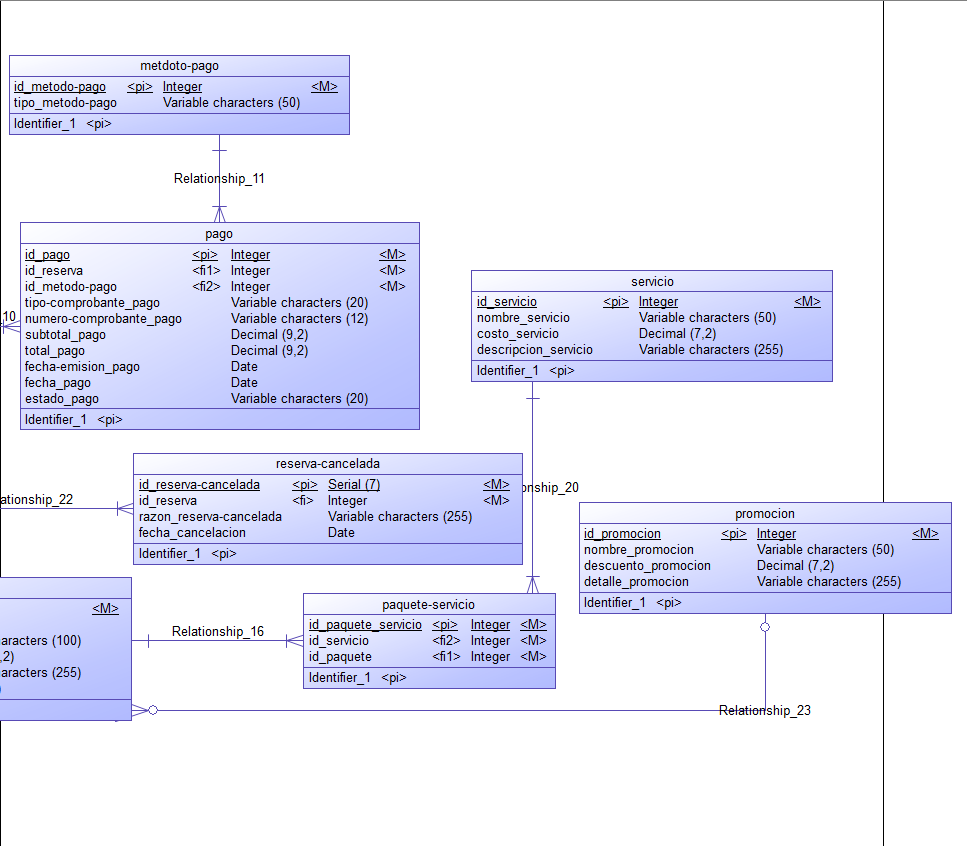 metdoto-pago
id_metodo-pago <pi> Integer <M>
tipo_metodo-pago Variable characters (50)
Identifier_1 <pi>
Relationship_11
pago
id_pago <pi> Integer <M>
id_reserva <fi1> Integer <M>
id_metodo-pago <fi2> Integer <M>
tipo-comprobante_pago Variable characters (20)
numero-comprobante_pago Variable characters (12)
subtotal_pago Decimal (9,2)
total_pago Decimal (9,2)
fecha-emision_pago Date
fecha_pago Date
estado_pago Variable characters (20)
Identifier_1 <pi>
10
servicio
id_servicio <pi> Integer <M>
nombre_servicio Variable characters (50)
costo_servicio Decimal (7,2)
descripcion_servicio Variable characters (255)
Identifier_1 <pi>
reserva-cancelada
id_reserva-cancelada <pi> Serial (7) <M>
id_reserva <fi> Integer <M>
razon_reserva-cancelada Variable characters (255)
fecha_cancelacion Date
Identifier_1 <pi>
ationship_22
nship_20
promocion
id_promocion <pi> Integer <M>
nombre_promocion Variable characters (50)
descuento_promocion Decimal (7,2)
detalle_promocion Variable characters (255)
Identifier_1 <pi>
<M>
aracters (100)
,2)
aracters (255)
)
Relationship_16
paquete-servicio
id_paquete_servicio <pi> Integer <M>
id_servicio <fi2> Integer <M>
id_paquete <fi1> Integer <M>
Identifier_1 <pi>
Relationship_23